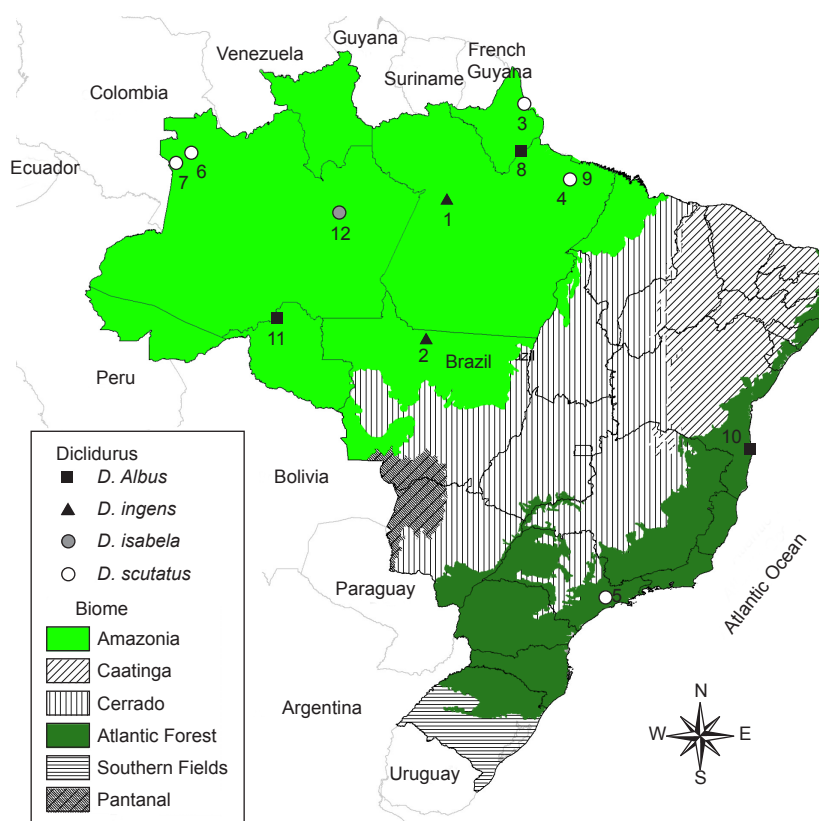 Guyana
French
Guyana
Venezuela
Suriname
Colombia
3
Ecuador
6
7
8
9
4
1
12
11
2
Brazil
zil
Peru
10
Diclidurus
D. Albus
D. ingens
D. isabela
D. scutatus
Biome
Amazonia
Caatinga
Cerrado
Atlantic Forest
Southern Fields
Pantanal
Bolivia
Paraguay
5
Atlantic Ocean
Argentina
Uruguay
N
W
E
S